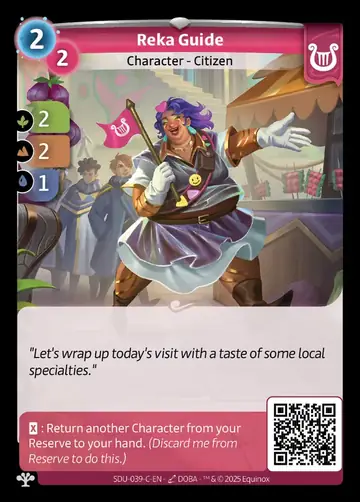 2
Reka Guide
2
Character - Citizen
2
2
1
"Let's wrap up today's visit with a taste of some local
specialties."
X : Return another Character from your
Reserve to your hand. (Discard me from
Reserve to do this.)
SDU-039-C-EN - DOBA - ™ & © 2025 Equinox